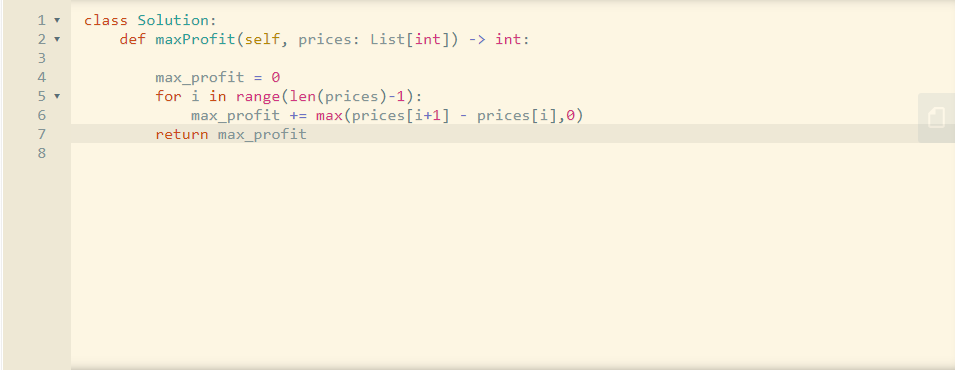 1 class Solution:
2 def maxProfit(self, prices: List[int]) -> int:
3
4 max_profit = 0
5 for i in range(len(prices)-1):
6 max_profit += max(prices[i+1] - prices[i],0)
7 return max_profit
8